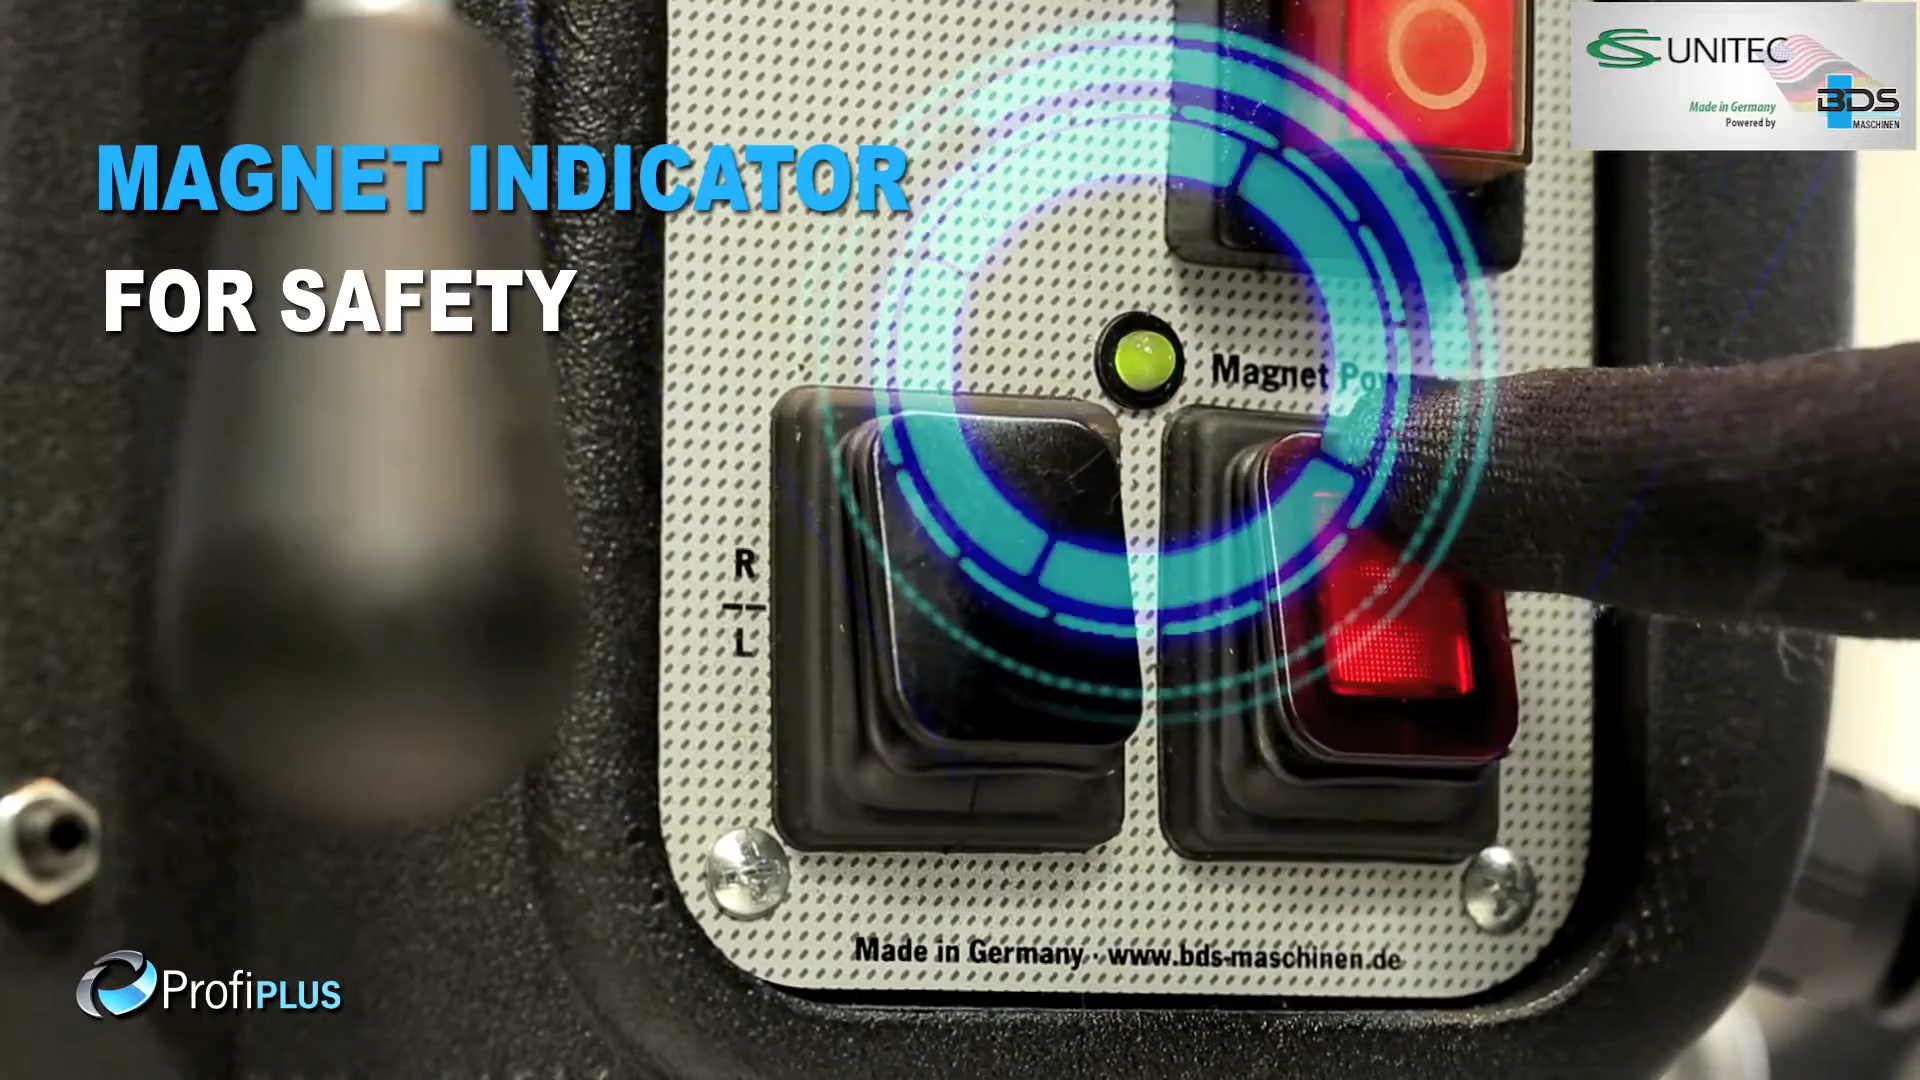 CS UNITEC
Made in Germany
Powered by
BDS
MASCHINEN
MAGNET INDICATOR
FOR SAFETY
Magnet
R
L
Made in Germany · www.bds-maschinen.de
ProfiPLUS